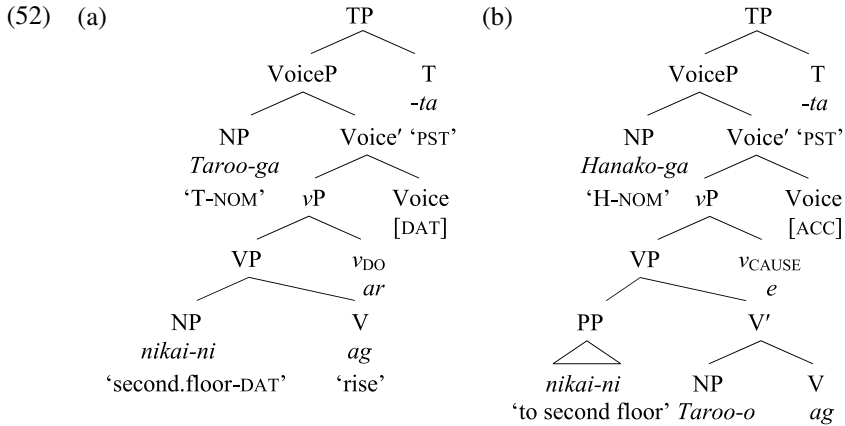 (52) (a) TP (b) TP
VoiceP T VoiceP T
-ta -ta
NP Voice′ ‘PST’ NP Voice′ ‘PST’
Taroo-ga Hanako-ga
‘T-NOM’ vP Voice ‘H-NOM’ vP Voice
[DAT] [ACC]
VP vDO VP vCAUSE
ar e
NP V PP V′
nikai-ni ag nikai-ni NP V
‘second.floor-DAT’ ‘rise’ ‘to second floor’ Taroo-o ag